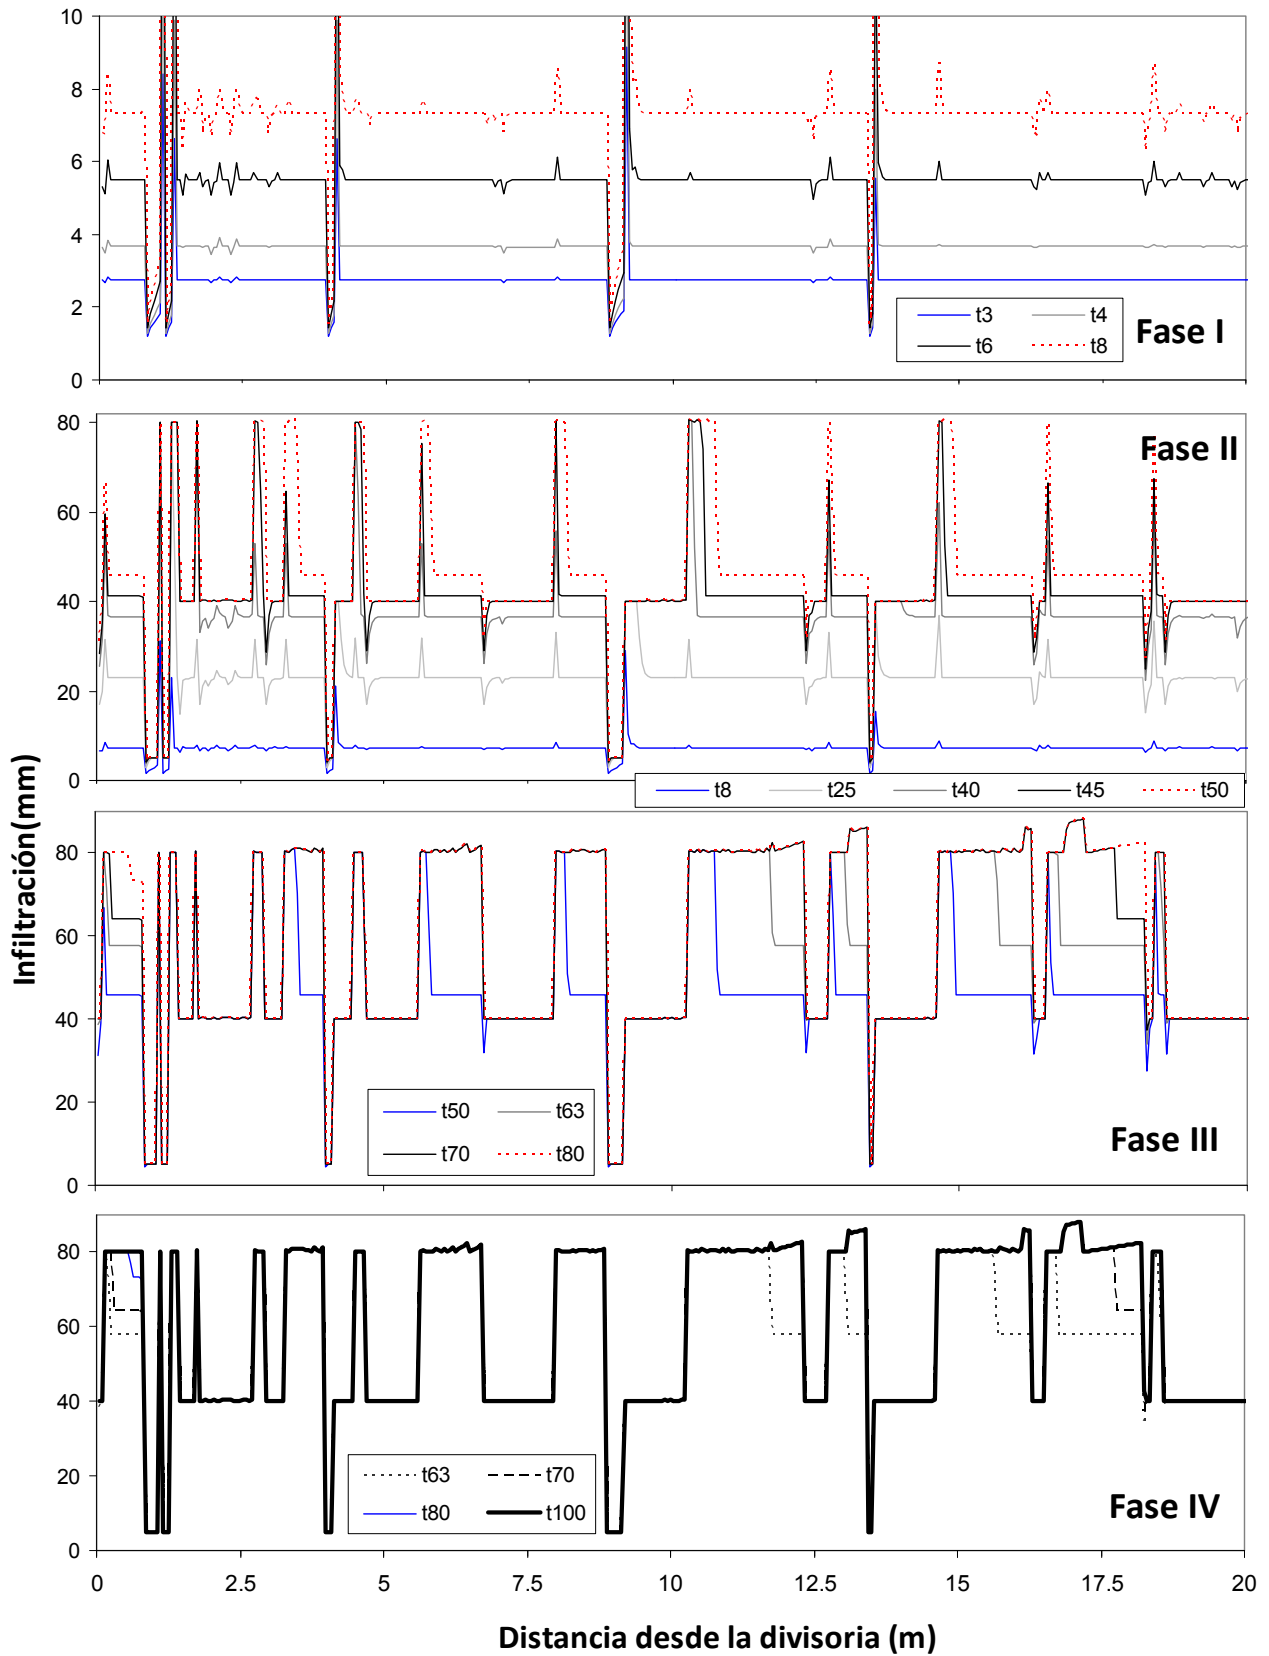 10
8
6
4
2
0
t3 t4
t6 t8
Fase I
80
60
40
20
0
Fase II
t8 t25 t40 t45 t50
Infiltración(mm)
80
60
40
20
0
t50 t63
t70 t80
Fase III
80
60
40
20
0
t63 t70
t80 t100
Fase IV
0 2.5 5 7.5 10 12.5 15 17.5 20
Distancia desde la divisoria (m)